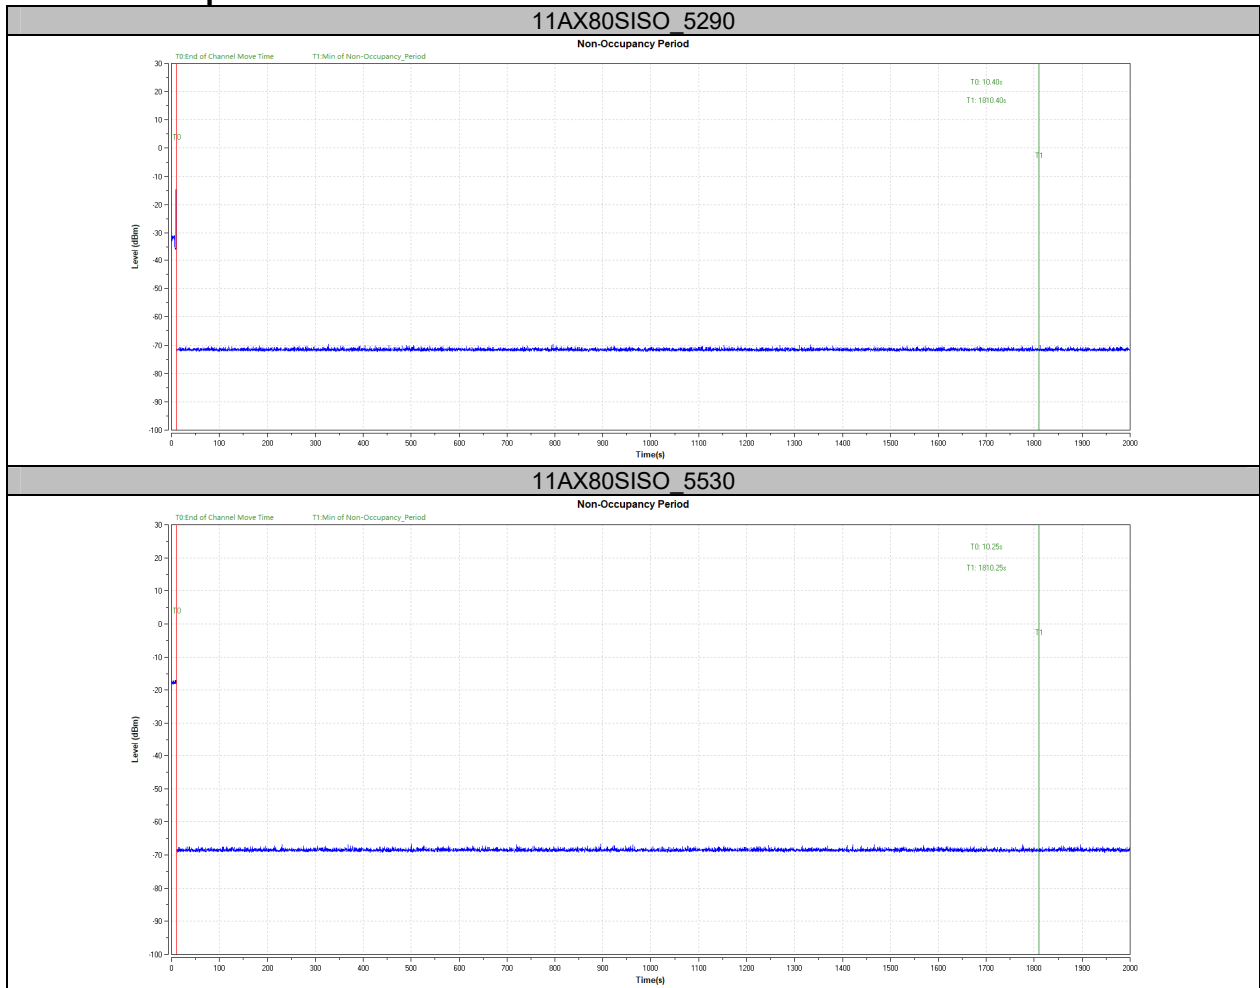 11AX80SISO_5290
Non-Occupancy Period
T0:End of Channel Move Time T1:Min of Non-Occupancy_Period
30
20
10
0
-10
-20
-30
-40
-50
-60
-70
-80
-90
-100
Level (dBm)
T0
T0: 10.40s
T1: 1810.40s
T1
0 100 200 300 400 500 600 700 800 900 1000 1100 1200 1300 1400 1500 1600 1700 1800 1900 2000
Time(s)
11AX80SISO_5530
Non-Occupancy Period
T0:End of Channel Move Time T1:Min of Non-Occupancy_Period
30
20
10
0
-10
-20
-30
-40
-50
-60
-70
-80
-90
-100
Level (dBm)
T0
T0: 10.25s
T1: 1810.25s
T1
0 100 200 300 400 500 600 700 800 900 1000 1100 1200 1300 1400 1500 1600 1700 1800 1900 2000
Time(s)